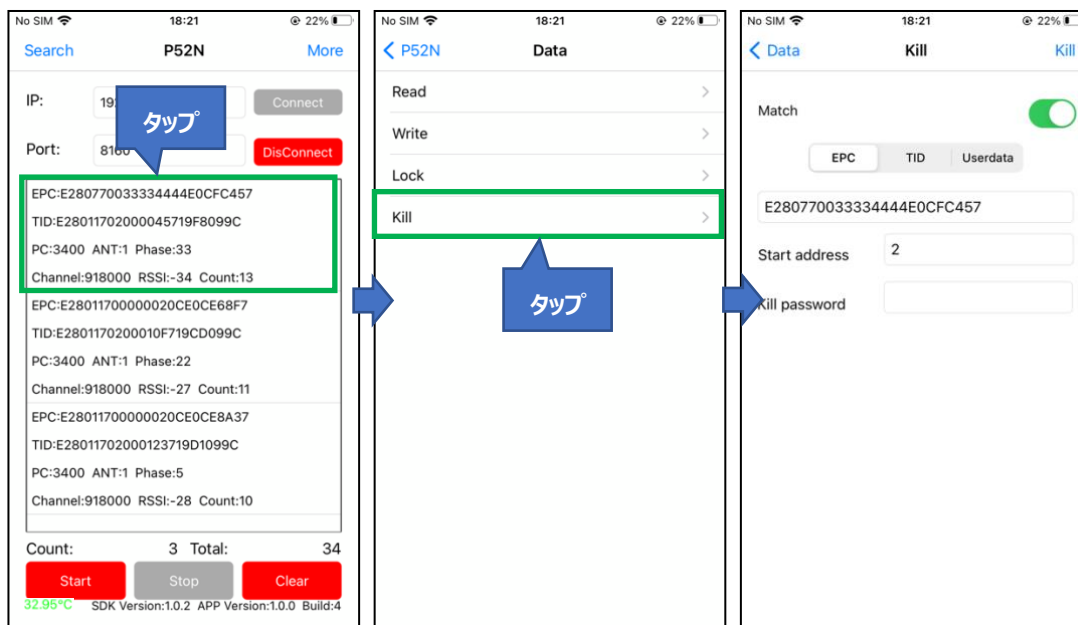 No SIM 18:21 22%
Search P52N More
IP: 19 Connect
Port: 8160 DisConnect
タップ
EPC:E280770033334444E0CFC457
TID:E28011702000045719F8099C
PC:3400 ANT:1 Phase:33
Channel:918000 RSSI:-34 Count:13
EPC:E28011700000020CE0CE68F7
TID:E2801170200010F719CD099C
PC:3400 ANT:1 Phase:22
Channel:918000 RSSI:-27 Count:11
EPC:E28011700000020CE0CE8A37
TID:E28011702000123719D1099C
PC:3400 ANT:1 Phase:5
Channel:918000 RSSI:-28 Count:10
Count: 3 Total: 34
Start Stop Clear
32.95°C SDK Version:1.0.2 APP Version:1.0.0 Build:4
No SIM 18:21 22%
P52N Data
Read
Write
Lock
Kill
タップ
No SIM 18:21 22%
Data Kill Kill
Match
EPC TID Userdata
E280770033334444E0CFC457
Start address 2
Kill password